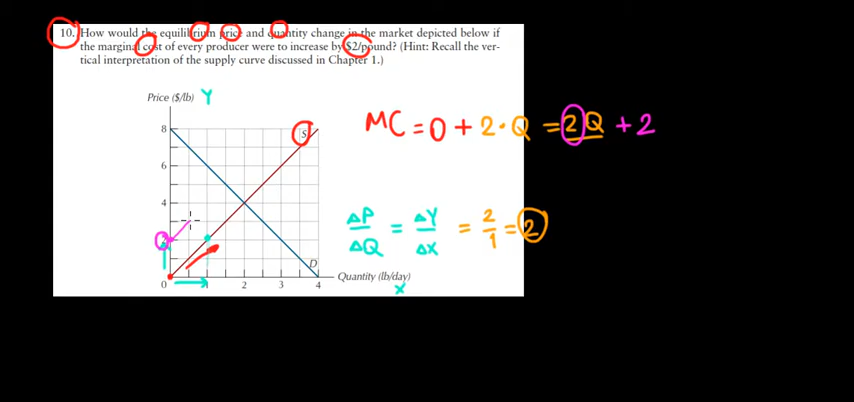 10. How would the equilibrium price and quantity change in the market depicted below if
the marginal cost of every producer were to increase by $2/pound? (Hint: Recall the ver-
tical interpretation of the supply curve discussed in Chapter 1.)
Price ($/lb) Y
8
S
MC = 0 + 2 · Q = 2Q + 2
6
4
ΔP/ΔQ = ΔY/ΔX = 2/1 = 2
D
0 2 3 4
Quantity (lb/day)
X